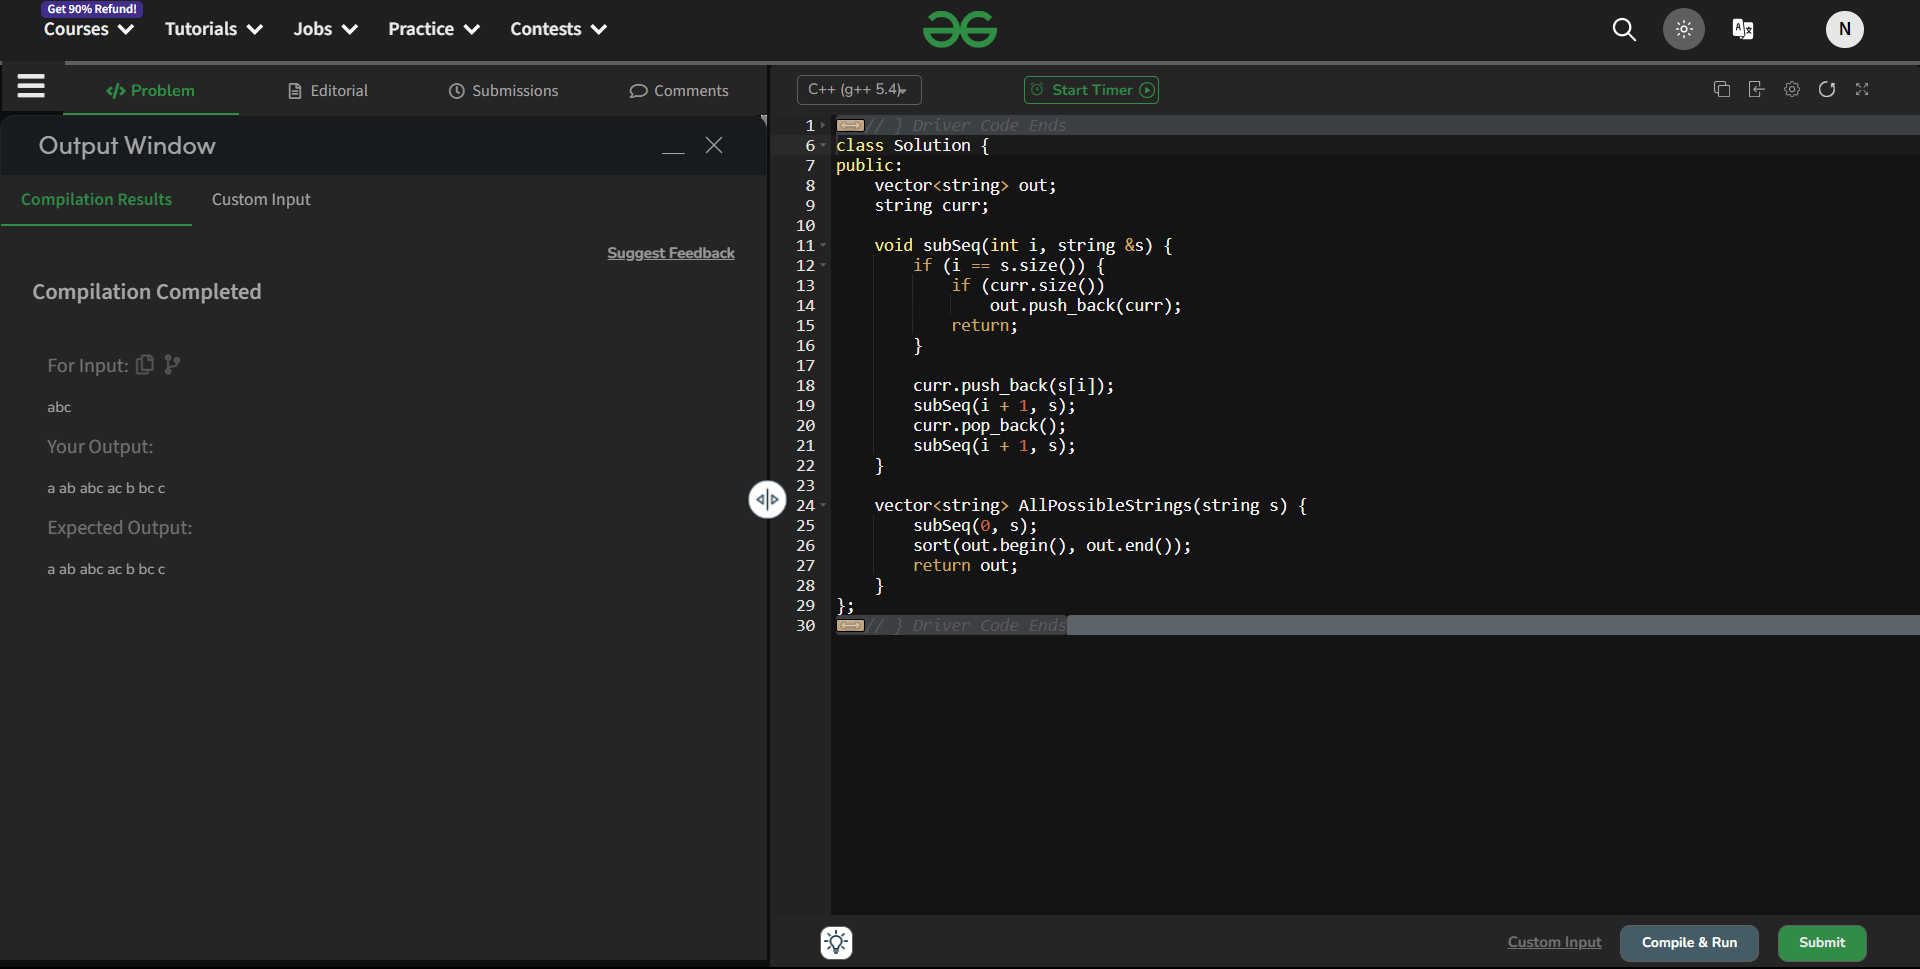 Get 90% Refund!
Courses Tutorials Jobs Practice Contests
N
Problem Editorial Submissions Comments
Output Window
Compilation Results Custom Input
Suggest Feedback
Compilation Completed
For Input:
abc
Your Output:
a ab abc ac b bc c
Expected Output:
a ab abc ac b bc c
C++ (g++ 5.4)
Start Timer
1 // } Driver Code Ends
6 class Solution {
7 public:
8     vector<string> out;
9     string curr;
10
11     void subSeq(int i, string &s) {
12         if (i == s.size()) {
13             if (curr.size())
14                 out.push_back(curr);
15             return;
16         }
17
18         curr.push_back(s[i]);
19         subSeq(i + 1, s);
20         curr.pop_back();
21         subSeq(i + 1, s);
22     }
23
24     vector<string> AllPossibleStrings(string s) {
25         subSeq(0, s);
26         sort(out.begin(), out.end());
27         return out;
28     }
29 };
30 // } Driver Code Ends
Custom Input Compile & Run Submit